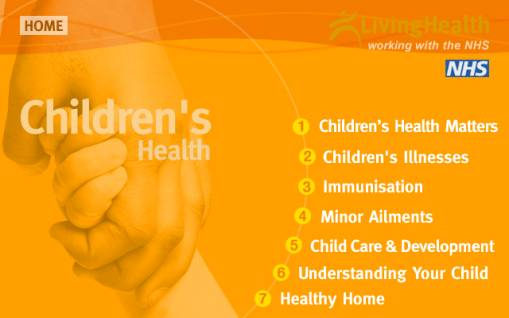 HOME
LivingHealth
working with the NHS
NHS
Children's
Health
1 Children's Health Matters
2 Children's Illnesses
3 Immunisation
4 Minor Ailments
5 Child Care & Development
6 Understanding Your Child
7 Healthy Home